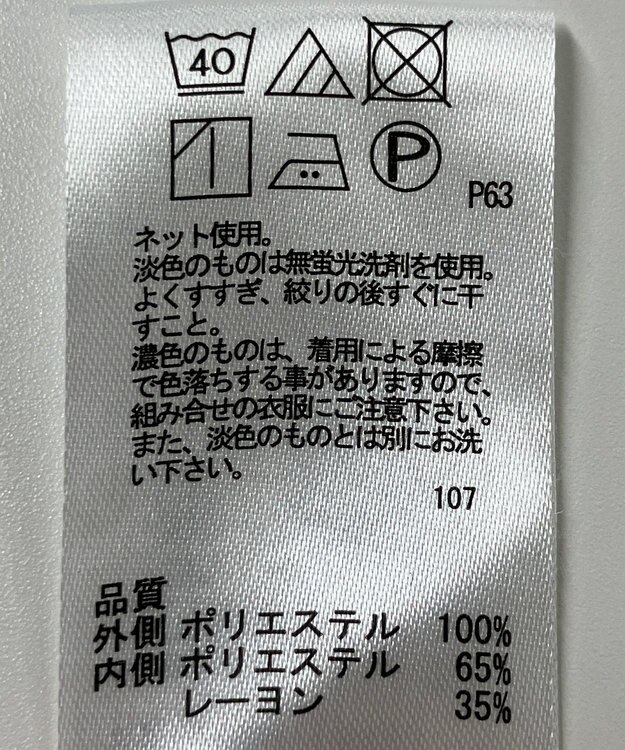 40
P
P63
ネット使用。
淡色のものは無蛍光洗剤を使用。
よくすすぎ、絞りの後すぐに干
すこと。
濃色のものは、着用による摩擦
で色落ちする事がありますので、
組み合せの衣服にご注意下さい。
また、淡色のものとは別にお洗
い下さい。
107
品質
外側 ポリエステル 100%
内側 ポリエステル 65%
レーヨン 35%